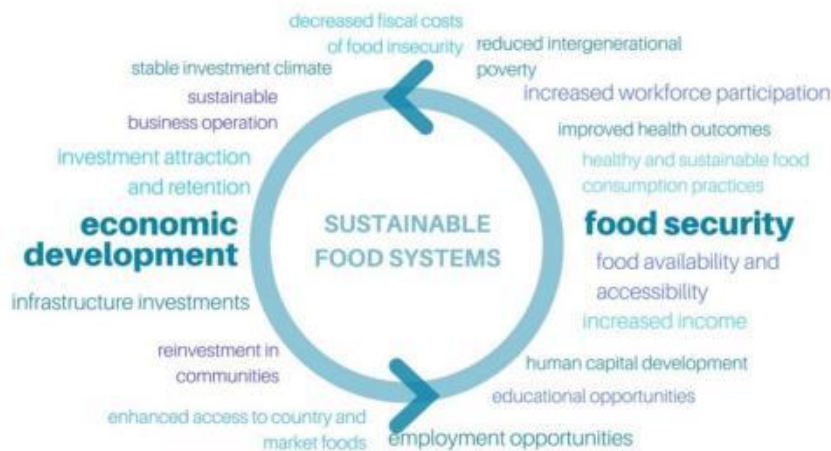 decreased fiscal costs
of food insecurity
reduced intergenerational
poverty
stable investment climate
increased workforce participation
sustainable
business operation
improved health outcomes
investment attraction
and retention
healthy and sustainable food
consumption practices
economic
development
SUSTAINABLE
FOOD SYSTEMS
food security
food availability and
accessibility
infrastructure investments
increased income
reinvestment in
communities
human capital development
educational opportunities
enhanced access to country and
market foods
employment opportunities